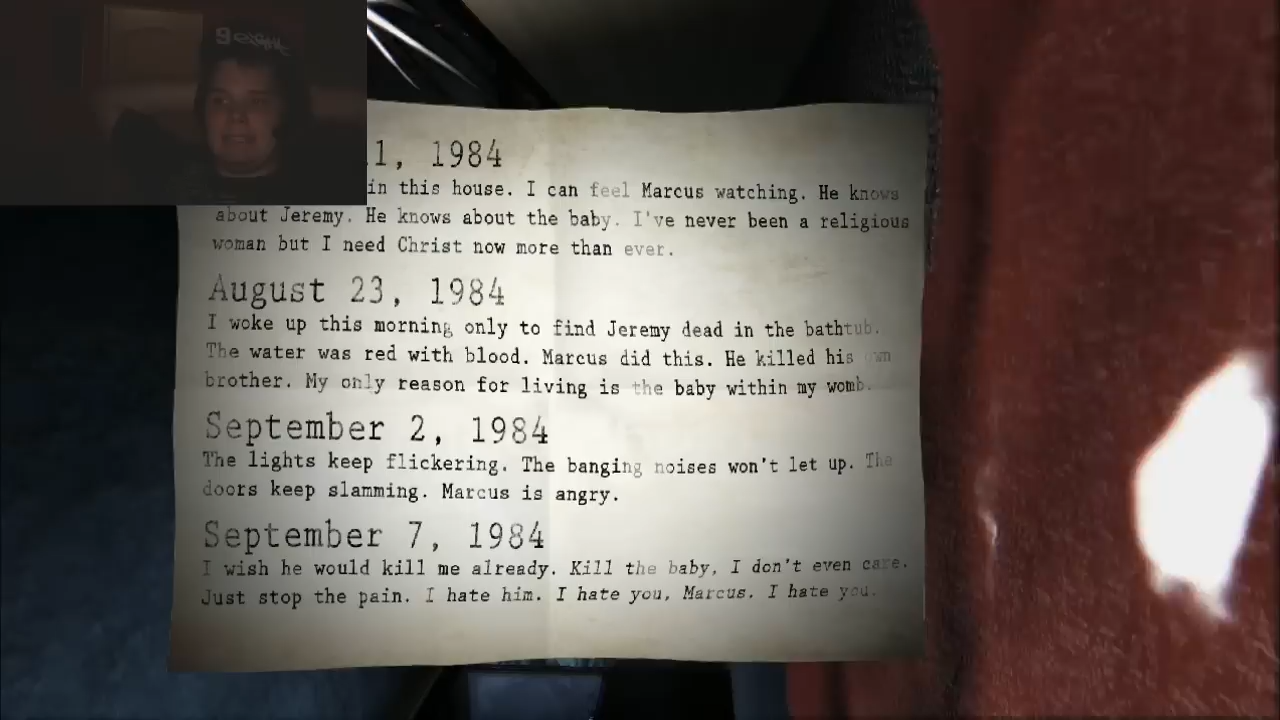 1, 1984
in this house. I can feel Marcus watching. He knows
about Jeremy. He knows about the baby. I've never been a religious
woman but I need Christ now more than ever.
August 23, 1984
I woke up this morning only to find Jeremy dead in the bathtub.
The water was red with blood. Marcus did this. He killed his own
brother. My only reason for living is the baby within my womb.
September 2, 1984
The lights keep flickering. The banging noises won't let up. The
doors keep slamming. Marcus is angry.
September 7, 1984
I wish he would kill me already. Kill the baby, I don't even care.
Just stop the pain. I hate him. I hate you, Marcus. I hate you.